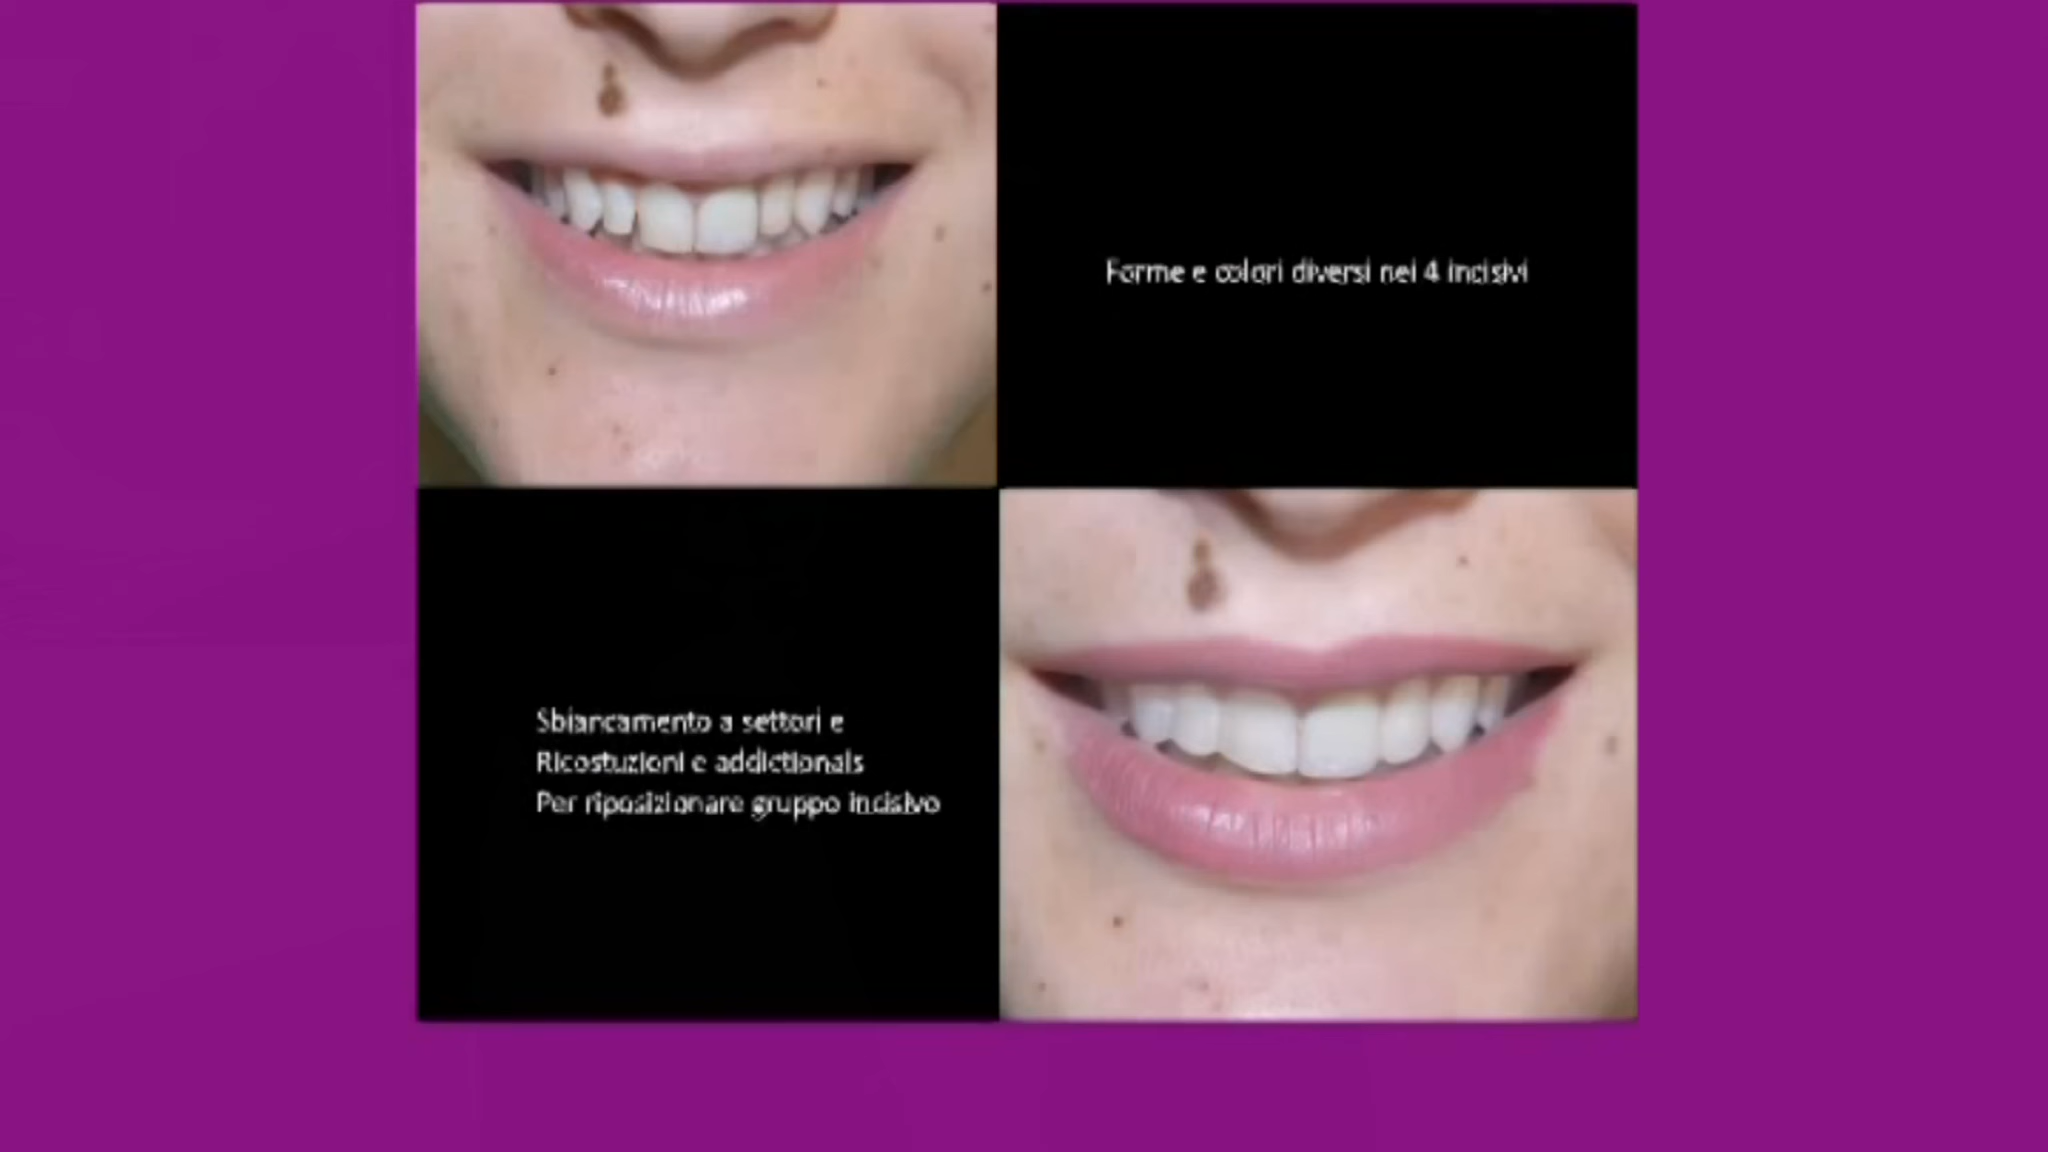 Forme e colori diversi nei 4 incisivi
Sbiancamento a settori e
Ricostuzioni e addictionals
Per riposizionare gruppo incisivo